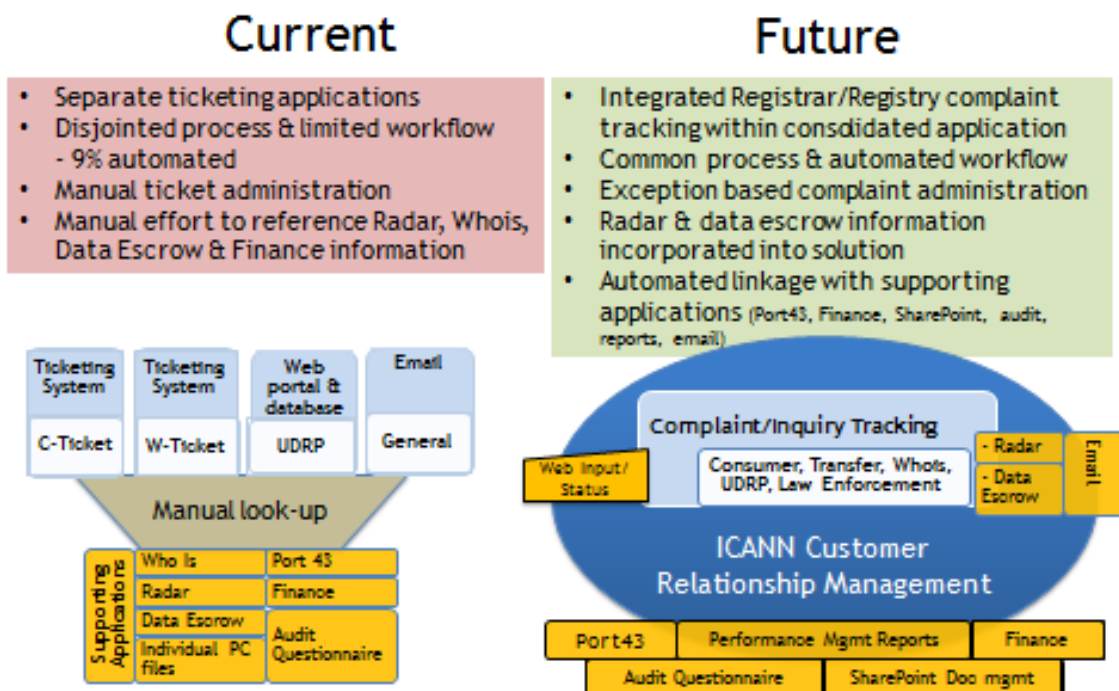 Current
• Separate ticketing applications
• Disjointed process & limited workflow
- 9% automated
• Manual ticket administration
• Manual effort to reference Radar, Whois,
Data Escrow & Finance information
Ticketing
System
C-Ticket
Ticketing
System
W-Ticket
Web
portal &
database
UDRP
Email
General
Manual look-up
Supporting
Applications
Who Is
Port 43
Radar
Finance
Data Escrow
Individual PC
files
Audit
Questionnaire
Future
• Integrated Registrar/Registry complaint
tracking within consolidated application
• Common process & automated workflow
• Exception based complaint administration
• Radar & data escrow information
incorporated into solution
• Automated linkage with supporting
applications (Port43, Finance, SharePoint, audit,
reports, email)
Complaint/Inquiry Tracking
Web Input/
Status
Consumer, Transfer, Whois,
UDRP, Law Enforcement
- Radar
- Data
Escrow
Email
ICANN Customer
Relationship Management
Port43
Performance Mgmt Reports
Finance
Audit Questionnaire
SharePoint Doc mgmt